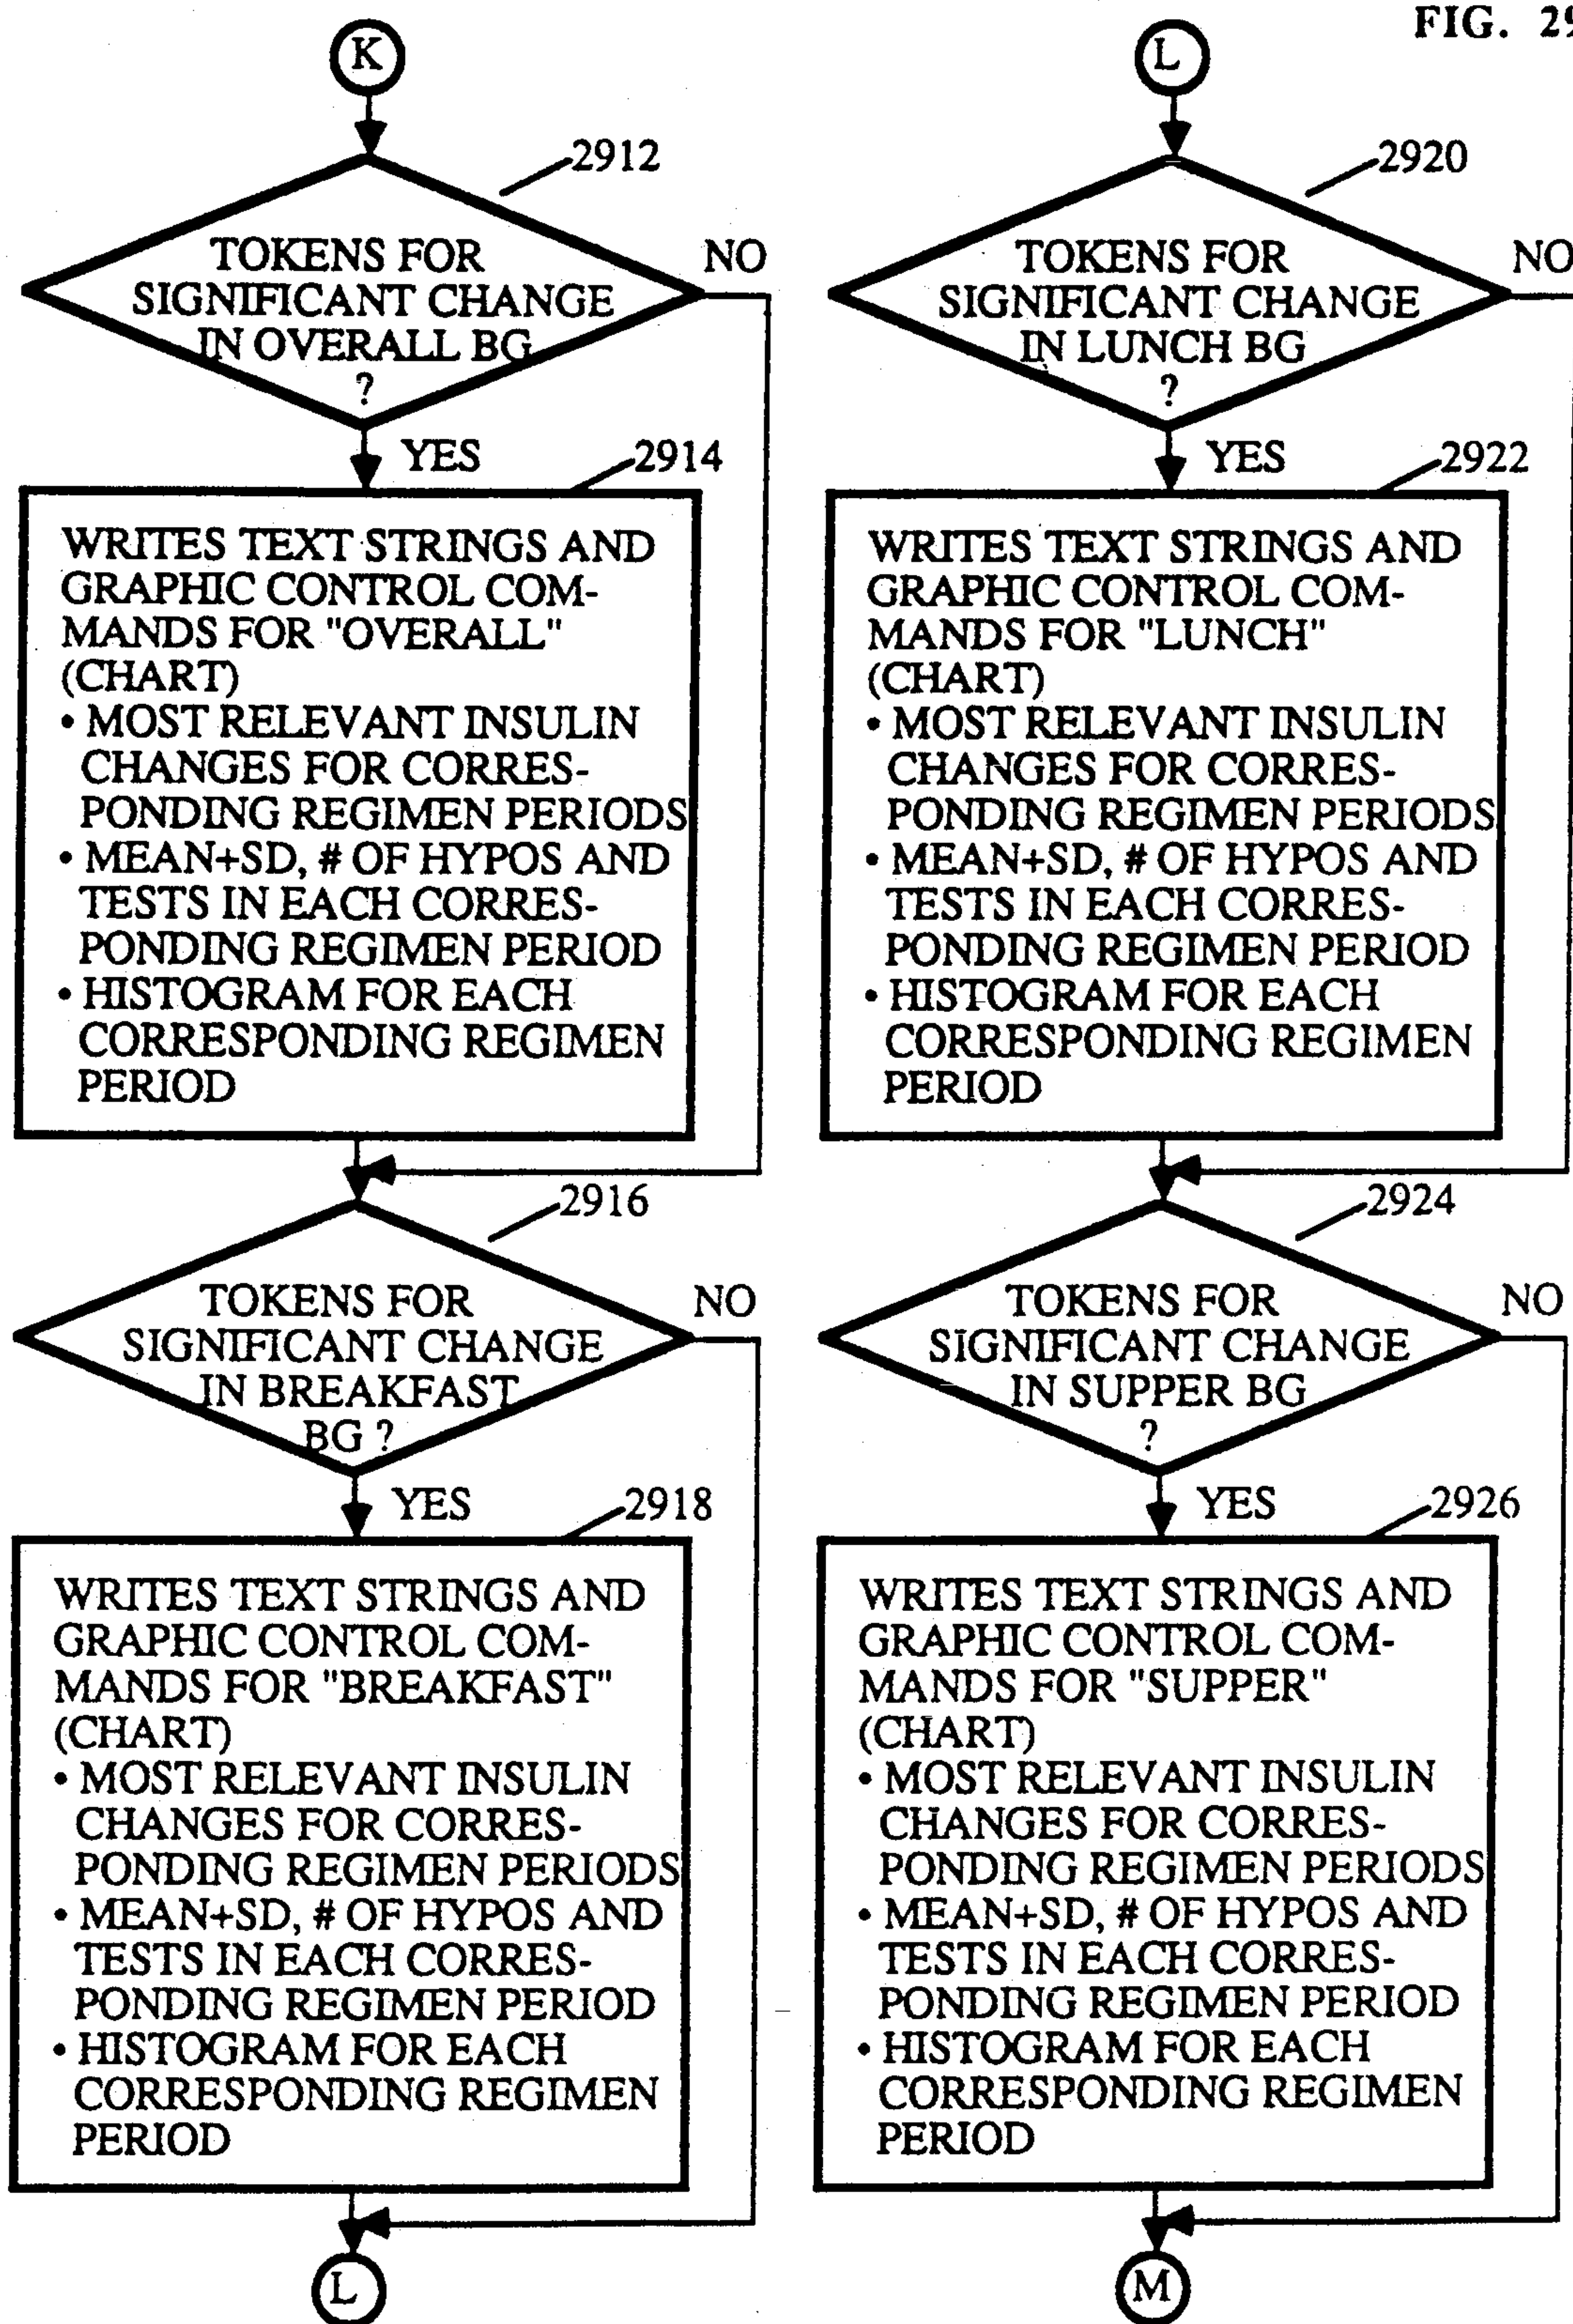 FIG. 29
K
2912
TOKENS FOR
SIGNIFICANT CHANGE
IN OVERALL BG
?
NO
YES
2914
WRITES TEXT STRINGS AND
GRAPHIC CONTROL COM-
MANDS FOR "OVERALL"
(CHART)
• MOST RELEVANT INSULIN
CHANGES FOR CORRES-
PONDING REGIMEN PERIODS
• MEAN+SD, # OF HYPOS AND
TESTS IN EACH CORRES-
PONDING REGIMEN PERIOD
• HISTOGRAM FOR EACH
CORRESPONDING REGIMEN
PERIOD
2916
TOKENS FOR
SIGNIFICANT CHANGE
IN BREAKFAST
BG ?
NO
YES
2918
WRITES TEXT STRINGS AND
GRAPHIC CONTROL COM-
MANDS FOR "BREAKFAST"
(CHART)
• MOST RELEVANT INSULIN
CHANGES FOR CORRES-
PONDING REGIMEN PERIODS
• MEAN+SD, # OF HYPOS AND
TESTS IN EACH CORRES-
PONDING REGIMEN PERIOD
• HISTOGRAM FOR EACH
CORRESPONDING REGIMEN
PERIOD
L
L
2920
TOKENS FOR
SIGNIFICANT CHANGE
IN LUNCH BG
?
NO
YES
2922
WRITES TEXT STRINGS AND
GRAPHIC CONTROL COM-
MANDS FOR "LUNCH"
(CHART)
• MOST RELEVANT INSULIN
CHANGES FOR CORRES-
PONDING REGIMEN PERIODS
• MEAN+SD, # OF HYPOS AND
TESTS IN EACH CORRES-
PONDING REGIMEN PERIOD
• HISTOGRAM FOR EACH
CORRESPONDING REGIMEN
PERIOD
2924
TOKENS FOR
SIGNIFICANT CHANGE
IN SUPPER BG
?
NO
YES
2926
WRITES TEXT STRINGS AND
GRAPHIC CONTROL COM-
MANDS FOR "SUPPER"
(CHART)
• MOST RELEVANT INSULIN
CHANGES FOR CORRES-
PONDING REGIMEN PERIODS
• MEAN+SD, # OF HYPOS AND
TESTS IN EACH CORRES-
PONDING REGIMEN PERIOD
• HISTOGRAM FOR EACH
CORRESPONDING REGIMEN
PERIOD
M